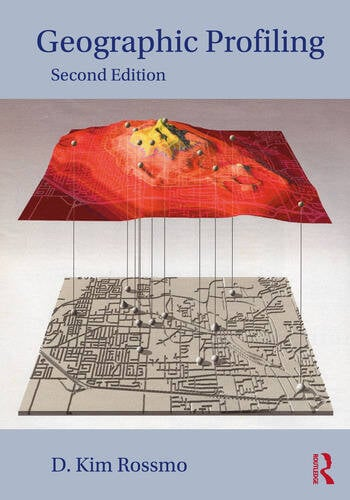 Geographic Profiling
Second Edition
D. Kim Rossmo
R
ROUTLEDGE